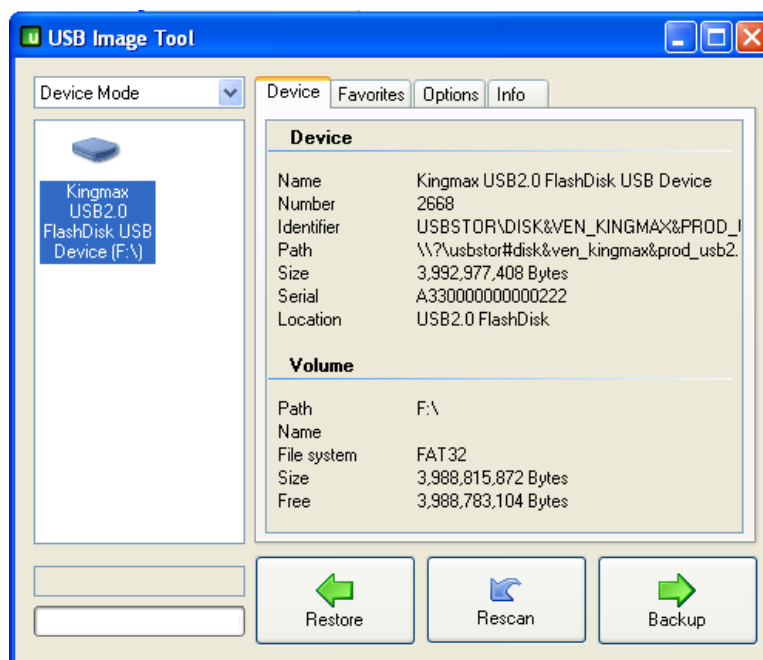 USB Image Tool
Device Mode
Kingmax
USB2.0
FlashDisk USB
Device (F:\)
Device Favorites Options Info
Device
Name Kingmax USB2.0 FlashDisk USB Device
Number 2668
Identifier USBSTOR\DISK&VEN_KINGMAX&PROD_
Path \\?\usbstor#disk&ven_kingmax&prod_usb2.
Size 3,992,977,408 Bytes
Serial A330000000000222
Location USB2.0 FlashDisk
Volume
Path F:\
Name
File system FAT32
Size 3,988,815,872 Bytes
Free 3,988,783,104 Bytes
Restore Rescan Backup